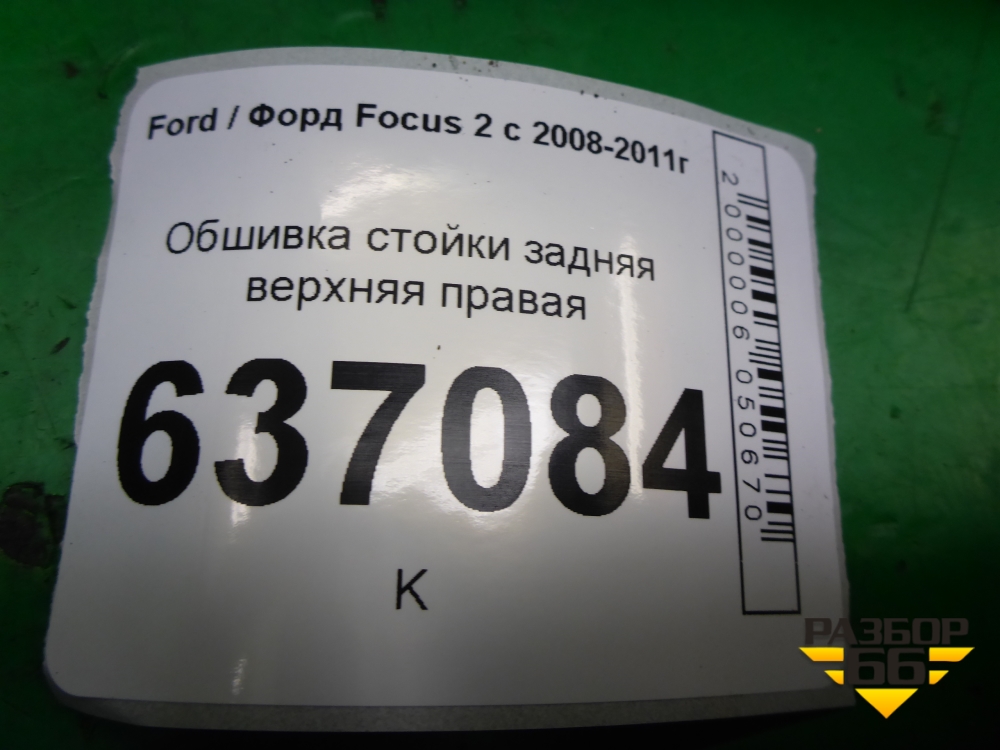 Ford / Форд Focus 2 с 2008-2011г
Обшивка стойки задняя
верхняя правая
637084
К
2000006050670
РАЗБОР
66